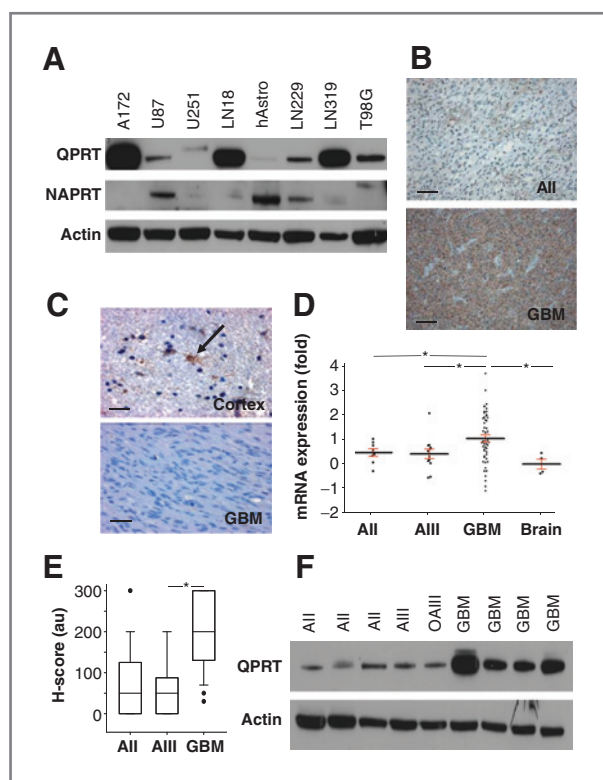 A
A172
U87
U251
LN18
hAstro
LN229
LN319
T98G
QPRT
NAPRT
Actin
B
AII
GBM
C
Cortex
GBM
D
mRNA expression (fold)
4
3
2
1
0
−1
−2
*
* *
AII AIII GBM Brain
E
H-score (au)
300
200
100
0
*
AII AIII GBM
F
AII
AII
AII
AIII
OAIII
GBM
GBM
GBM
GBM
QPRT
Actin